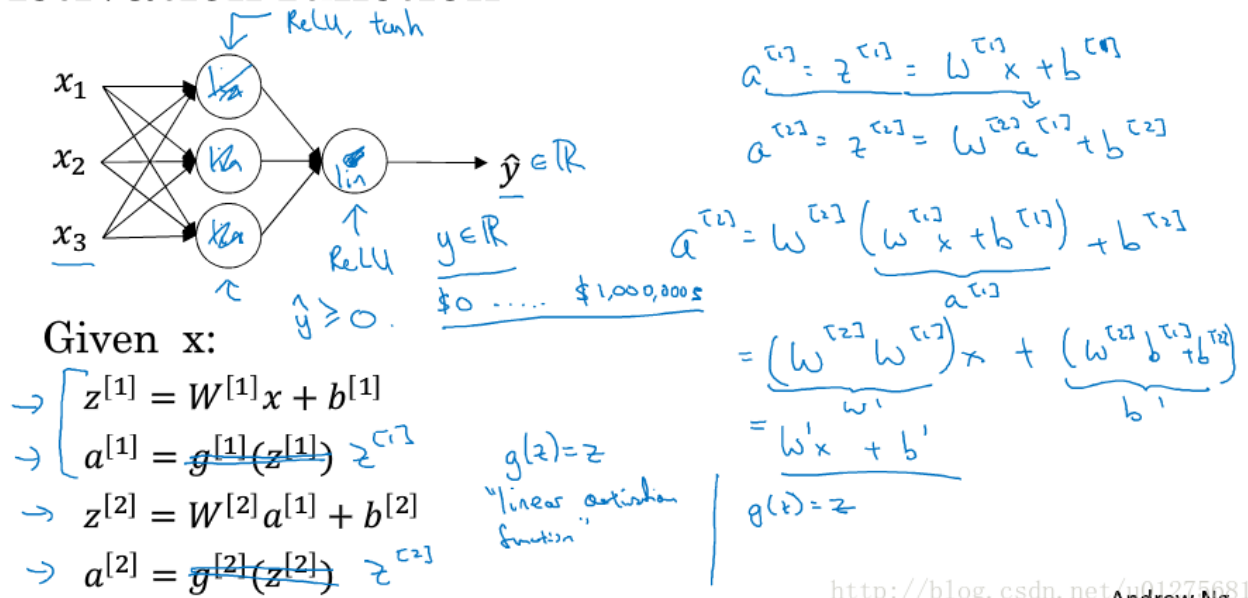 ReLU, tanh
x₁
x₂
x₃
lin
ŷ ∈ ℝ
ReLU
ŷ ≥ 0.
y ∈ ℝ
$0 ..... $1,000,000s
Given x:
→ z^[1] = W^[1]x + b^[1]
→ a^[1] = g^[1](z^[1]) z^[1]
→ z^[2] = W^[2]a^[1] + b^[2]
→ a^[2] = g^[2](z^[2]) z^[2]
g(z) = z
"linear activation
function"
a^[1] = z^[1] = W^[1]x + b^[1]
a^[2] = z^[2] = W^[2]a^[1] + b^[2]
a^[2] = W^[2](W^[1]x + b^[1]) + b^[2]
a^[1]
= (W^[2]W^[1])x + (W^[2]b^[1] + b^[2])
W' b'
= W'x + b'
g(z) = z
http://blog.csdn.net/u01275681
Andrew Ng